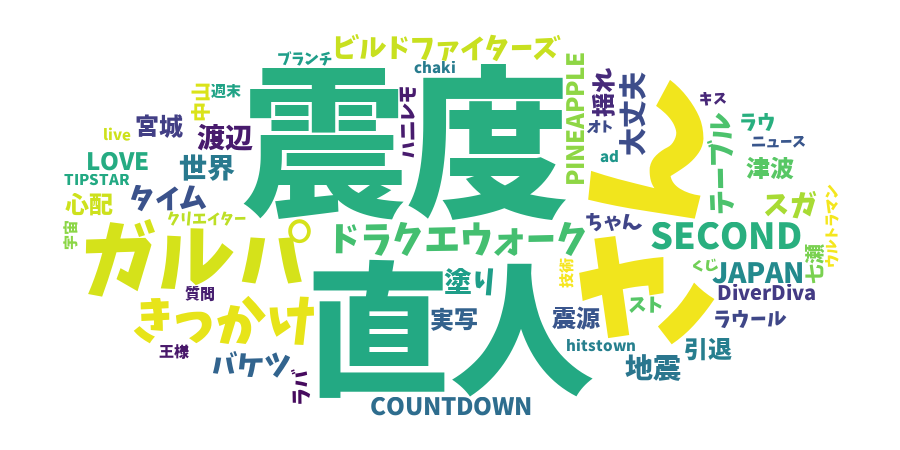 ビルドファイターズ
ブランチ
chaki
震度
PINEAPPLE
揺れ
大丈夫
キス
中山
週末
ハニレモ
オト
ん
テーブル
ラウ
ニュース
live
宮城
渡辺
LOVE
世界
ad
津波
TIPSTAR
タイム
心配
クリエイター
スガ
ウルトラマン
宇宙
ガルパ
ドラクエウォーク
ちゃん
SECOND
七瀬
直人
塗り
技術
ヤン
くじ
JAPAN
質問
DiverDiva
きっかけ
実写
震源
スト
ラウール
王様
バケツ
hitstown
引退
地震
ラバ
COUNTDOWN